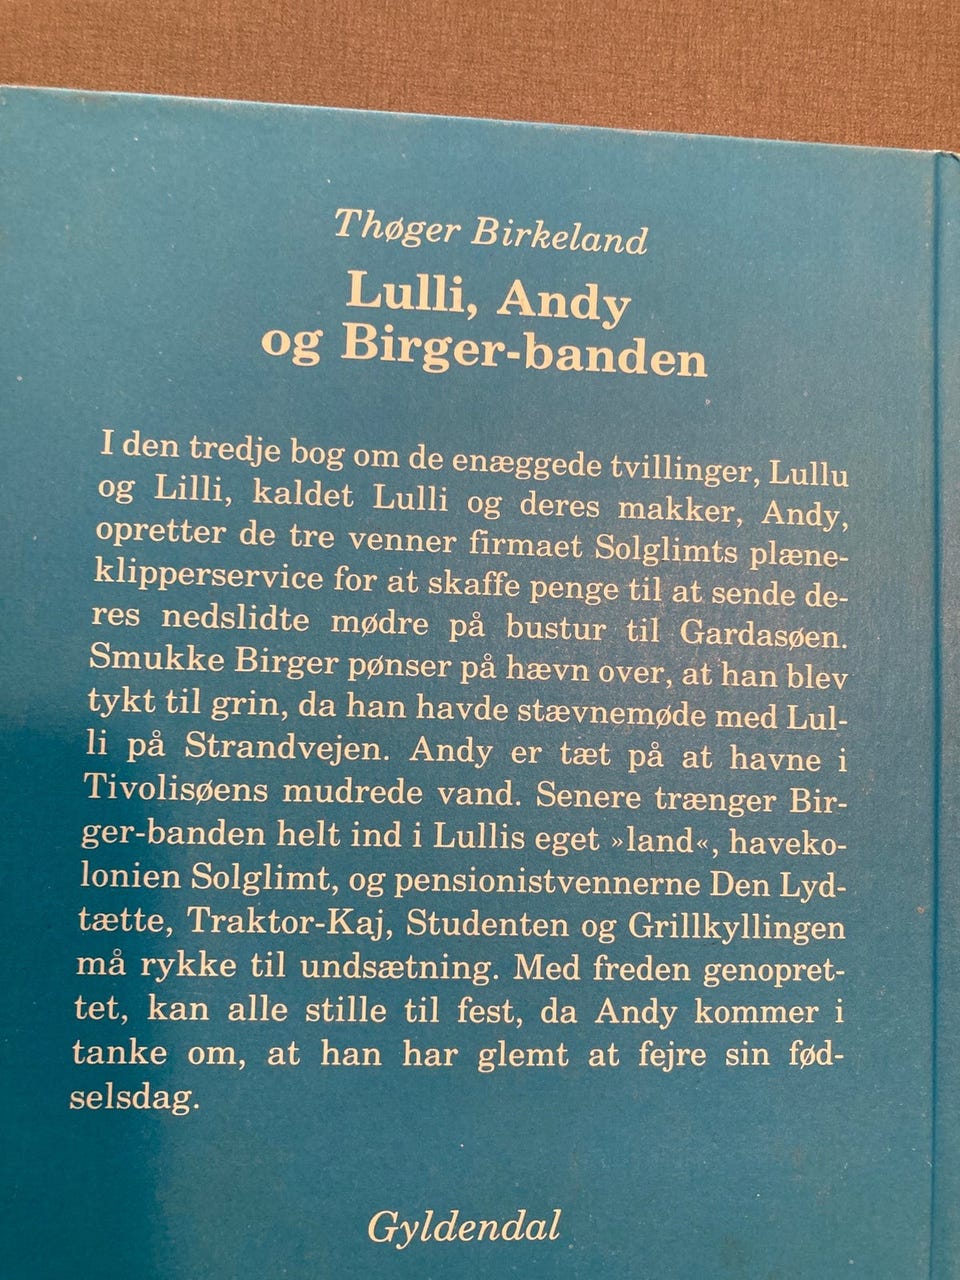 Thøger Birkeland
Lulli, Andy
og Birger-banden
I den tredje bog om de enæggede tvillinger, Lullu
og Lilli, kaldet Lulli og deres makker, Andy,
opretter de tre venner firmaet Solglimts plæne-
klipperservice for at skaffe penge til at sende de-
res nedslidte mødre på bustur til Gardasøen.
Smukke Birger pønser på hævn over, at han blev
tykt til grin, da han havde stævnemøde med Lul-
li på Strandvejen. Andy er tæt på at havne i
Tivolisøens mudrede vand. Senere trænger Bir-
ger-banden helt ind i Lullis eget »land«, haveko-
lonien Solglimt, og pensionistvennerne Den Lyd-
tætte, Traktor-Kaj, Studenten og Grillkyllingen
må rykke til undsætning. Med freden genopret-
tet, kan alle stille til fest, da Andy kommer i
tanke om, at han har glemt at fejre sin fød-
selsdag.
Gyldendal